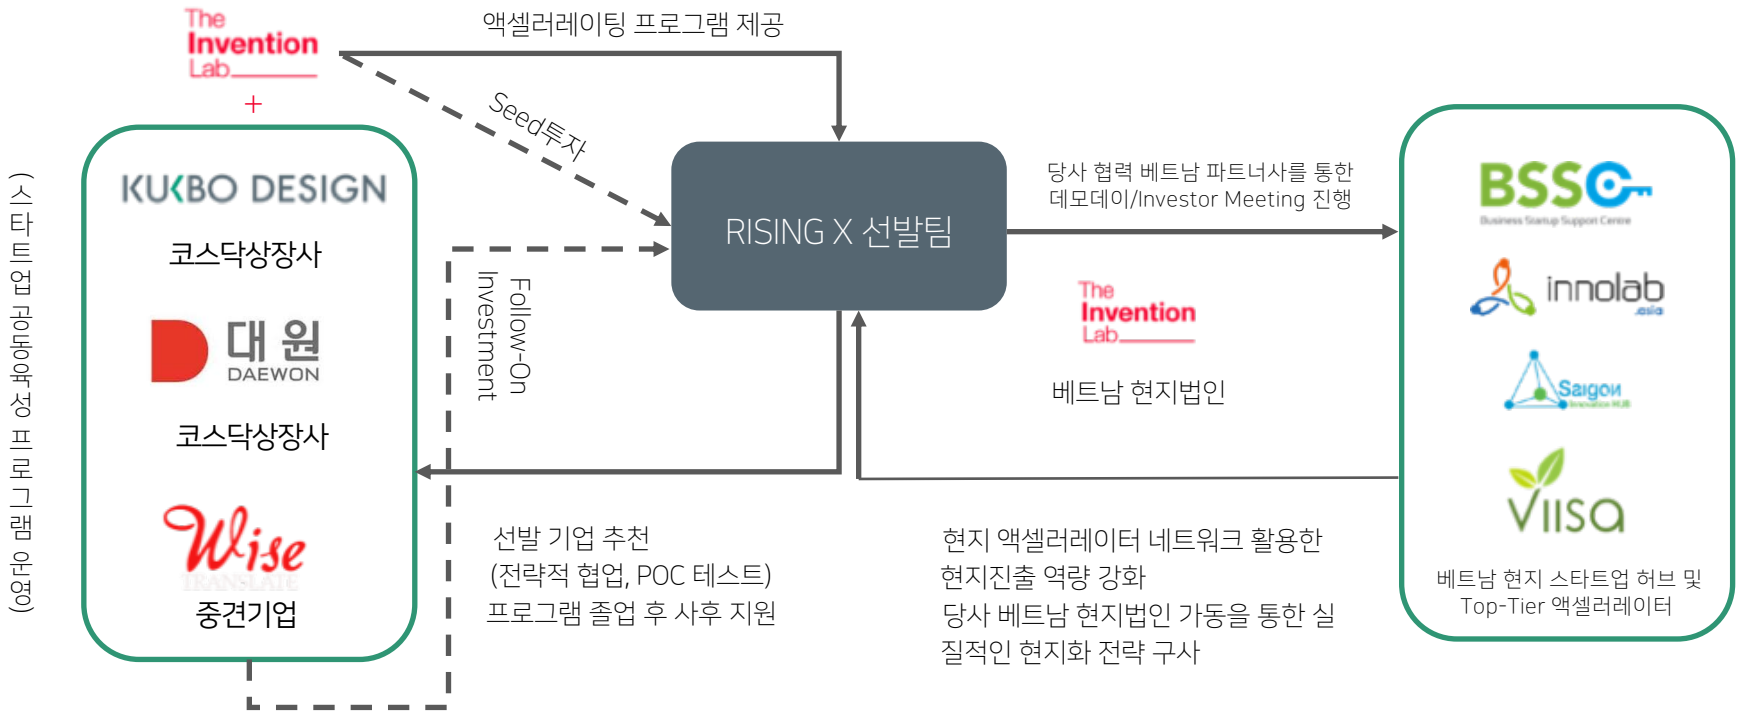 The
Invention
Lab
+
액셀러레이팅 프로그램 제공
Seed투자
(스타트업 공동육성 프로그램 운영)
KUKBO DESIGN
코스닥상장사
대원
DAEWON
코스닥상장사
Wise
TRANSLATE
중견기업
Follow-On
Investment
RISING X 선발팀
선발 기업 추천
(전략적 협업, POC 테스트)
프로그램 졸업 후 사후 지원
당사 협력 베트남 파트너사를 통한
데모데이/Investor Meeting 진행
The
Invention
Lab
베트남 현지법인
현지 액셀러레이터 네트워크 활용한
현지진출 역량 강화
당사 베트남 현지법인 가동을 통한 실
질적인 현지화 전략 구사
BSSC
Business Startup Support Centre
innolab
.asia
Saigon
Innovation HUB
VIISA
베트남 현지 스타트업 허브 및
Top-Tier 액셀러레이터